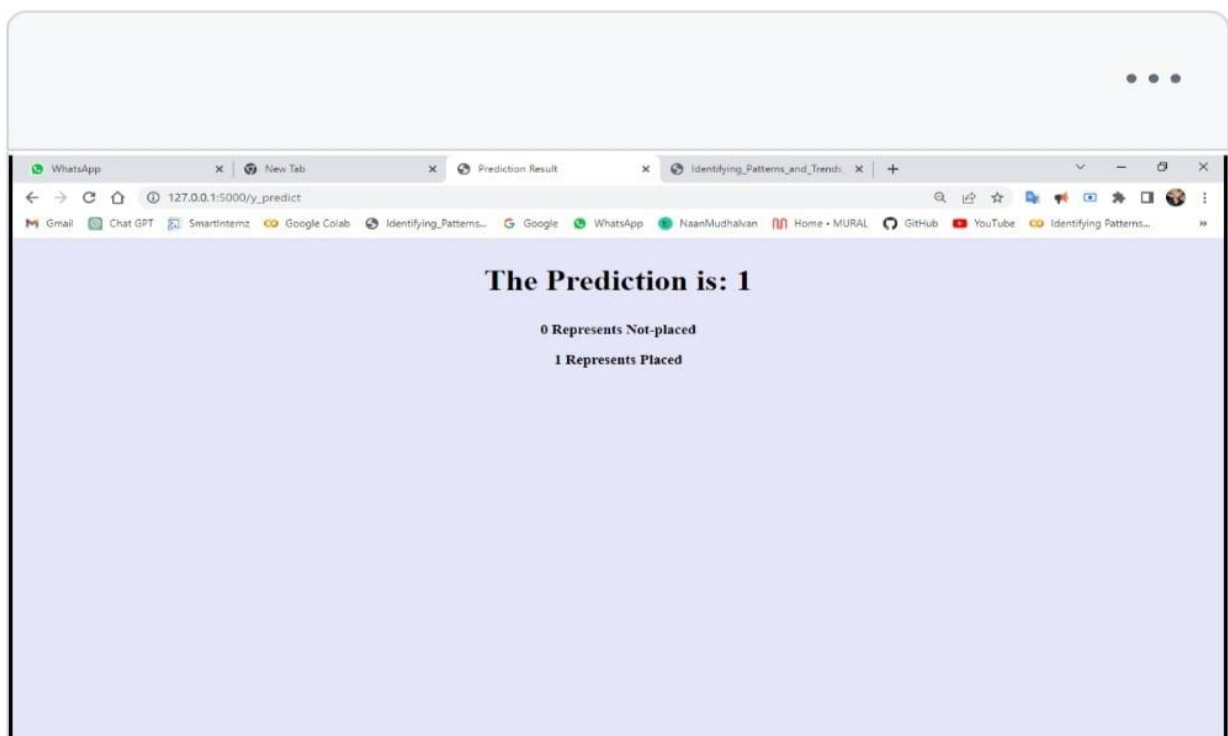 WhatsApp New Tab Prediction Result Identifying_Patterns_and_Trends
127.0.0.1:5000/y_predict
Gmail Chat GPT SmartInternz Google Colab Identifying_Patterns... Google WhatsApp NaanMudhalvan Home • MURAL GitHub YouTube Identifying Patterns...
The Prediction is: 1
0 Represents Not-placed
1 Represents Placed